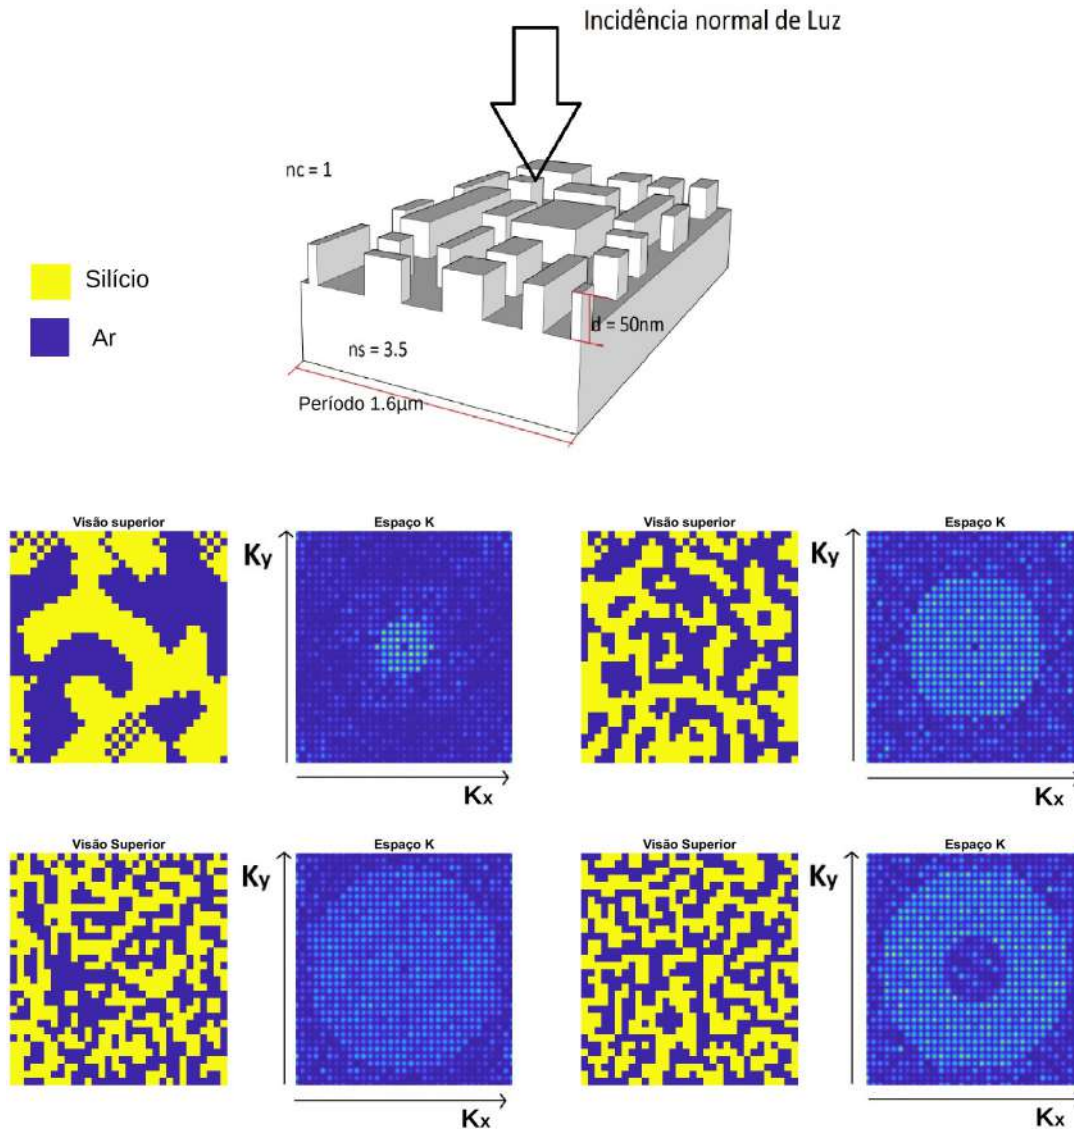 Incidência normal de Luz
nc = 1
Silício
Ar
d = 50nm
ns = 3.5
Período 1.6μm
Visão superior
Espaço K
Visão superior
Espaço K
Ky
Ky
Kx
Kx
Visão Superior
Espaço K
Visão Superior
Espaço K
Ky
Ky
Kx
Kx